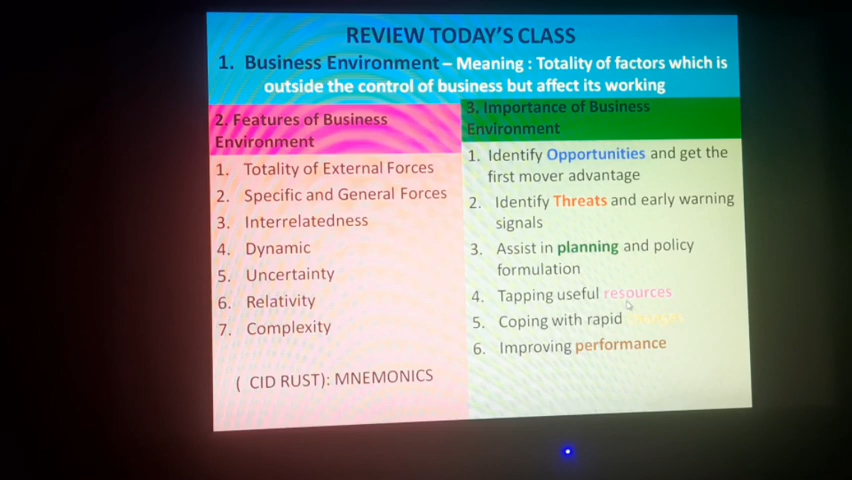 REVIEW TODAY'S CLASS
1. Business Environment – Meaning : Totality of factors which is
outside the control of business but affect its working
2. Features of Business
Environment
1. Totality of External Forces
2. Specific and General Forces
3. Interrelatedness
4. Dynamic
5. Uncertainty
6. Relativity
7. Complexity
( CID RUST): MNEMONICS
3. Importance of Business
Environment
1. Identify Opportunities and get the
first mover advantage
2. Identify Threats and early warning
signals
3. Assist in planning and policy
formulation
4. Tapping useful resources
5. Coping with rapid
6. Improving performance